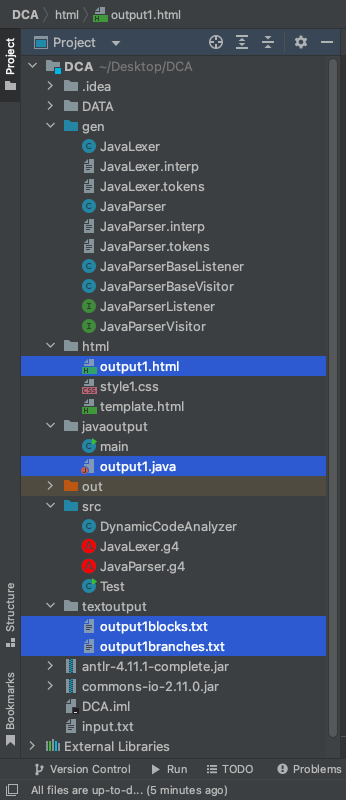 DCA html output1.html
Project
Project
DCA ~/Desktop/DCA
.idea
DATA
gen
JavaLexer
JavaLexer.interp
JavaLexer.tokens
JavaParser
JavaParser.interp
JavaParser.tokens
JavaParserBaseListener
JavaParserBaseVisitor
JavaParserListener
JavaParserVisitor
html
output1.html
style1.css
template.html
javaoutput
main
output1.java
out
src
DynamicCodeAnalyzer
JavaLexer.g4
JavaParser.g4
Test
textoutput
output1blocks.txt
output1branches.txt
antlr-4.11.1-complete.jar
commons-io-2.11.0.jar
DCA.iml
input.txt
External Libraries
Structure
Bookmarks
Version Control Run TODO Problems
All files are up-to-d... (5 minutes ago)